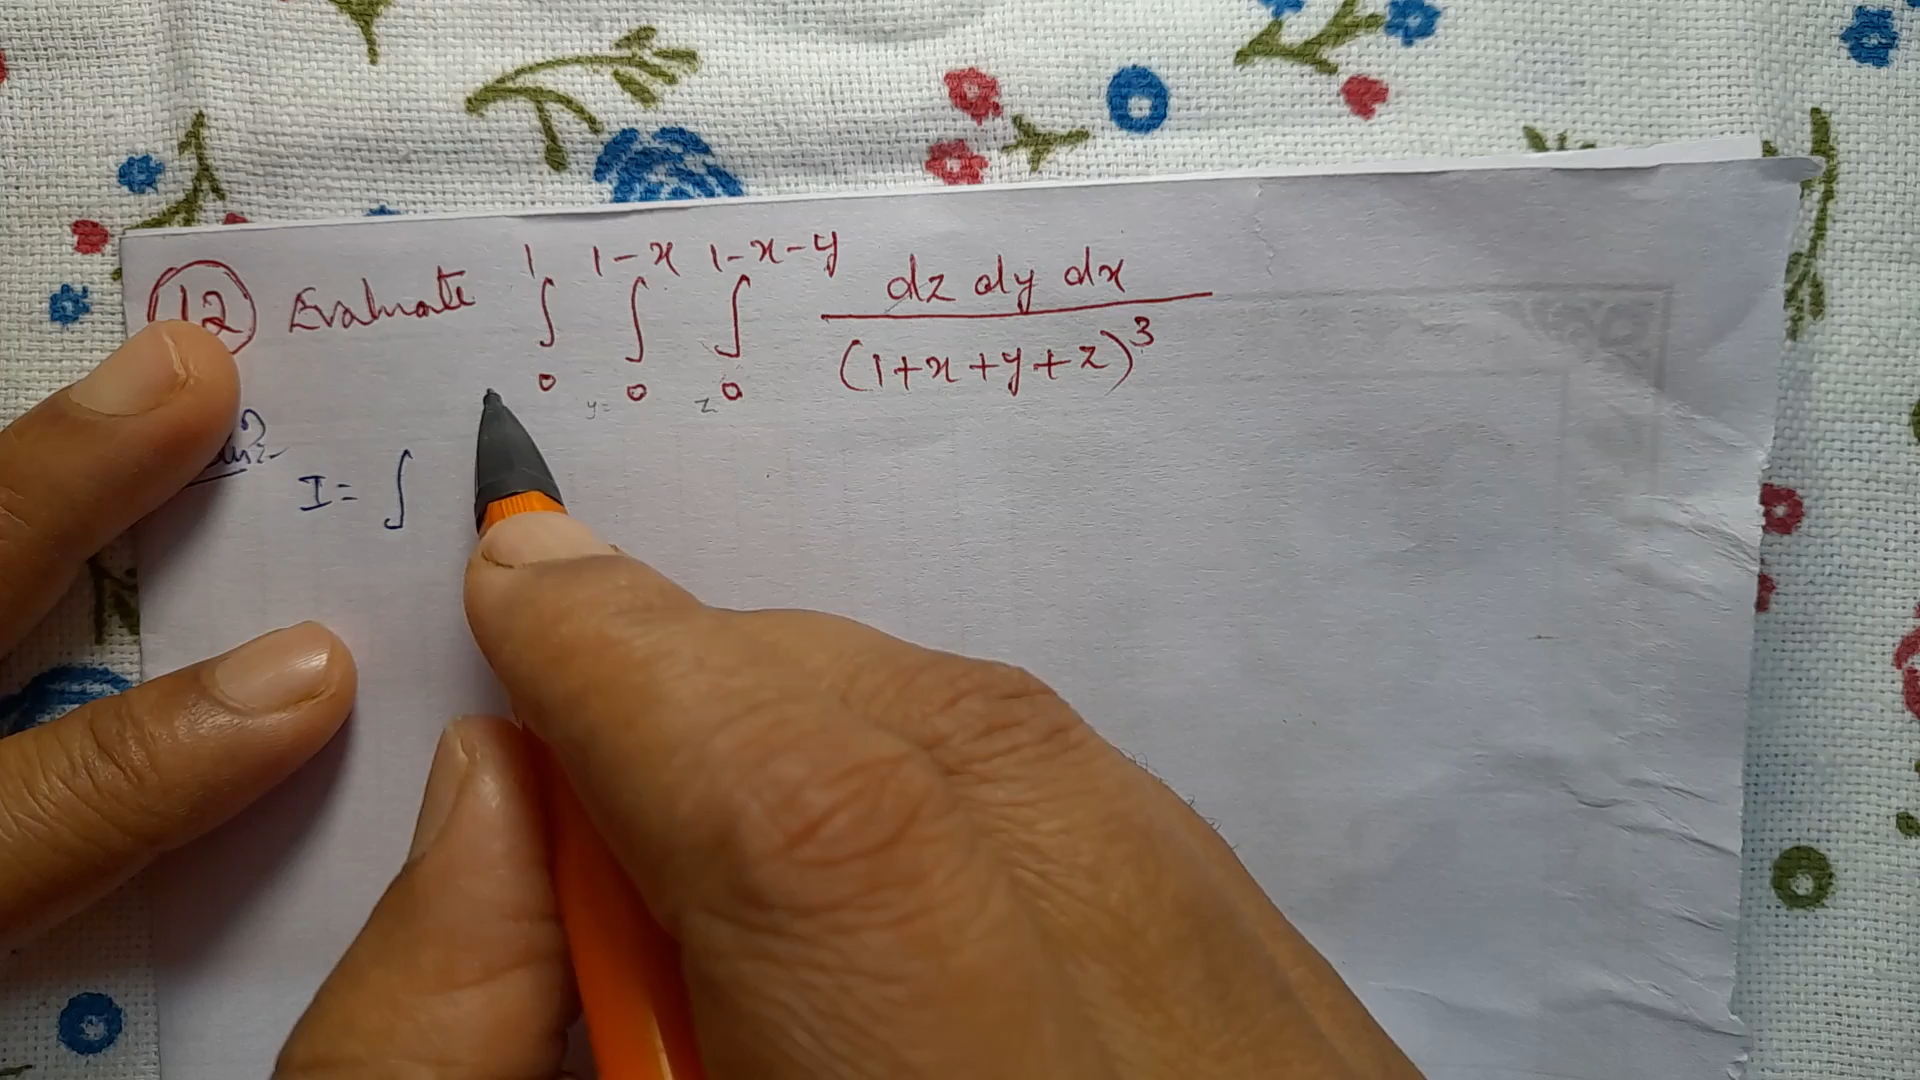 12 Evaluate ∫₀¹ ∫_{y=0}^{1-x} ∫_{z=0}^{1-x-y} dz dy dx / (1+x+y+z)³
I = ∫